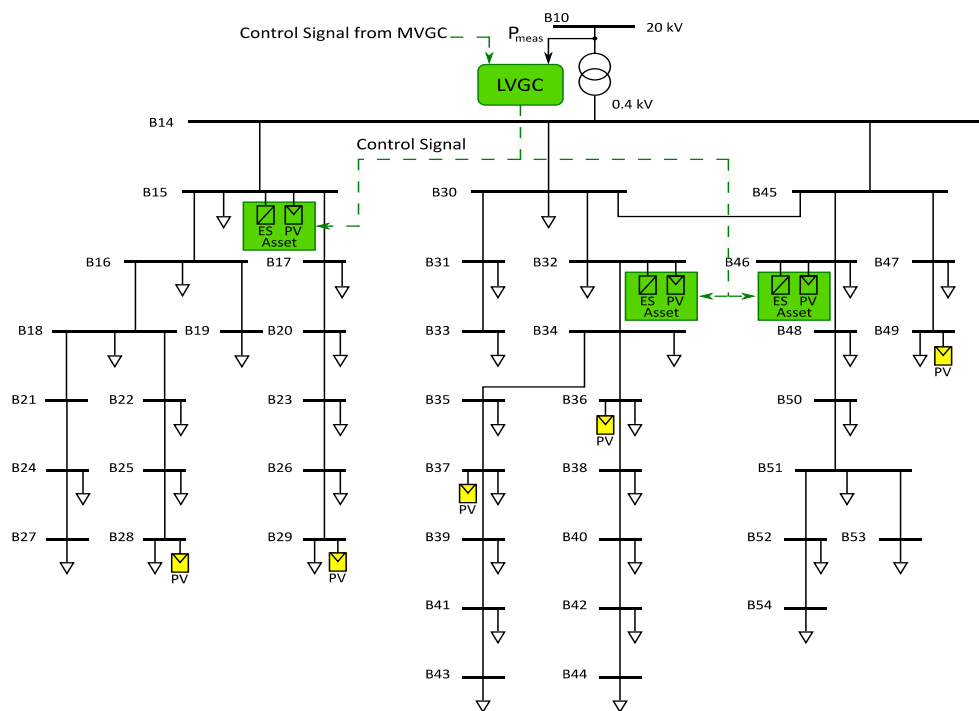 B10
20 kV
Control Signal from MVGC
Pmeas
LVGC
0.4 kV
B14
Control Signal
B15
B30
B45
ES PV
Asset
B16
B17
B31
B32
B46
B47
ES PV
Asset
ES PV
Asset
B18
B19
B20
B33
B34
B48
B49
PV
B21
B22
B23
B35
B36
B50
PV
B24
B25
B26
B37
B38
B51
PV
B27
B28
B29
B39
B40
B52
B53
PV
PV
B41
B42
B54
B43
B44